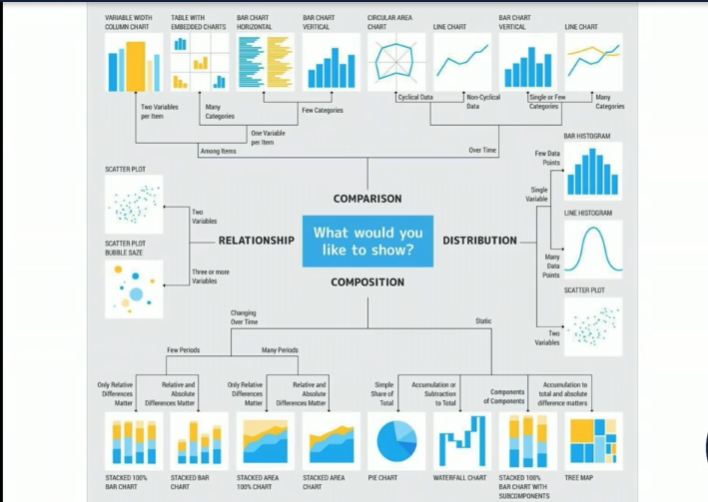 VARIABLE WIDTH
COLUMN CHART
TABLE WITH
EMBEDDED CHARTS
BAR CHART
HORIZONTAL
BAR CHART
VERTICAL
CIRCULAR AREA
CHART
LINE CHART
BAR CHART
VERTICAL
LINE CHART
Two Variables
per Item
Many
Categories
Few Categories
Cyclical Data
Non-Cyclical
Data
Single or Few
Categories
Many
Categories
One Variable
per Item
Among Items
Over Time
BAR HISTOGRAM
Few Data
Points
Single
Variable
LINE HISTOGRAM
Many
Data
Points
SCATTER PLOT
Two
Variables
SCATTER PLOT
Two
Variables
SCATTER PLOT
BUBBLE SAZE
Three or more
Variables
COMPARISON
RELATIONSHIP
What would you
like to show?
DISTRIBUTION
COMPOSITION
Changing
Over Time
Static
Few Periods
Many Periods
Only Relative
Differences
Matter
Relative and
Absolute
Differences Matter
Only Relative
Differences
Matter
Relative and
Absolute
Differences Matter
Simple
Share of
Total
Accumulation or
Subtraction
to Total
Components
of Components
Accumulation to
total and absolute
difference matters
STACKED 100%
BAR CHART
STACKED BAR
CHART
STACKED AREA
100% CHART
STACKED AREA
CHART
PIE CHART
WATERFALL CHART
STACKED 100%
BAR CHART WITH
SUBCOMPONENTS
TREE MAP